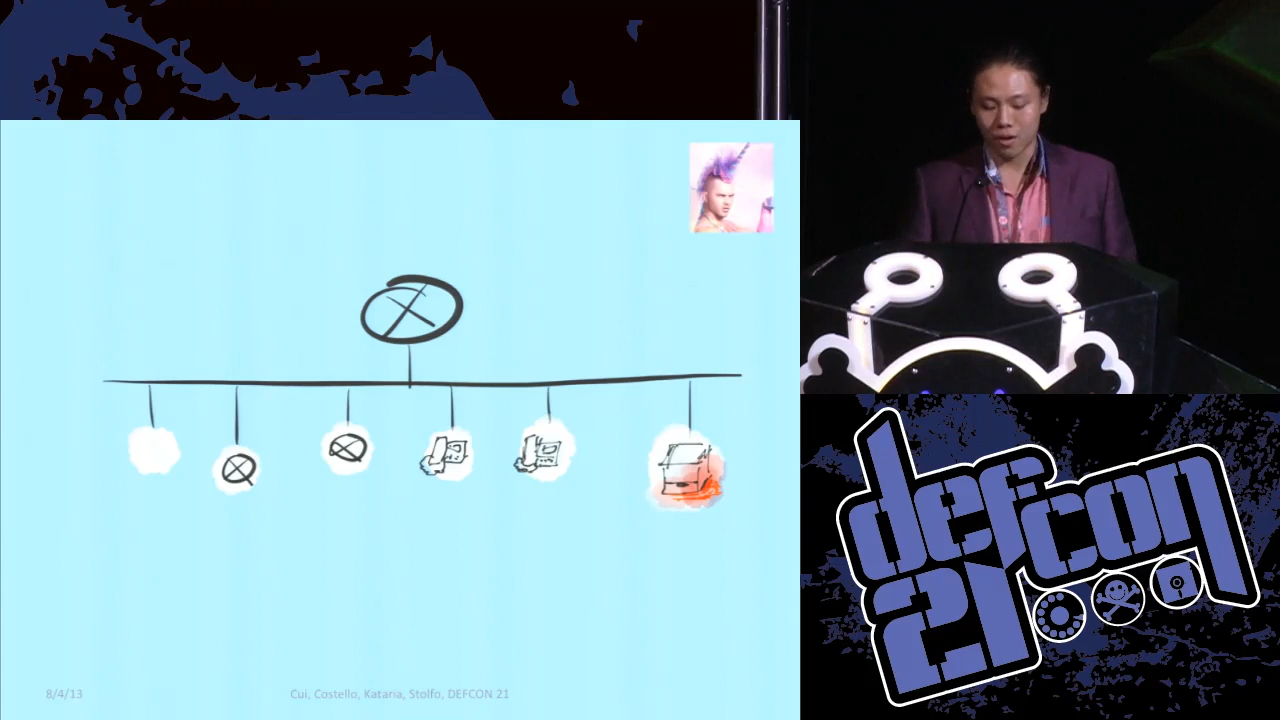 8/4/13
Cui, Costello, Kataria, Stolfo, DEFCON 21
defcon
21